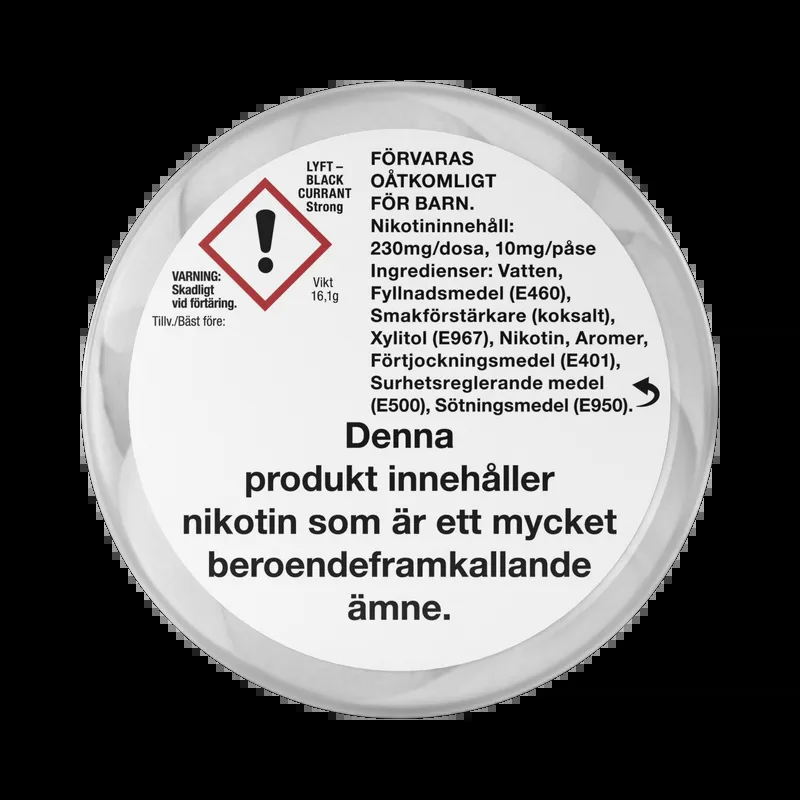 LYFT –
BLACK
CURRANT
Strong
VARNING:
Skadligt
vid förtäring.
Vikt
16,1g
Tillv./Bäst före:
FÖRVARAS
OÅTKOMLIGT
FÖR BARN.
Nikotininnehåll:
230mg/dosa, 10mg/påse
Ingredienser: Vatten,
Fyllnadsmedel (E460),
Smakförstärkare (koksalt),
Xylitol (E967), Nikotin, Aromer,
Förtjockningsmedel (E401),
Surhetsreglerande medel
(E500), Sötningsmedel (E950).
Denna
produkt innehåller
nikotin som är ett mycket
beroendeframkallande
ämne.